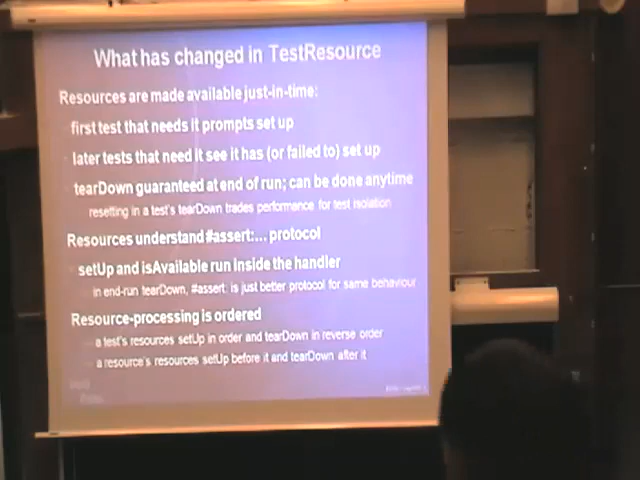 What has changed in TestResource
Resources are made available just-in-time:
first test that needs it prompts set up
later tests that need it see it has (or failed to) set up
tearDown guaranteed at end of run; can be done anytime
resetting in a test's tearDown trades performance for test isolation
Resources understand #assert:... protocol
setUp and isAvailable run inside the handler
in end-run tearDown, #assert: is just better protocol for same behaviour
Resource-processing is ordered
a test's resources setUp in order and tearDown in reverse order
a resource's resources setUp before it and tearDown after it